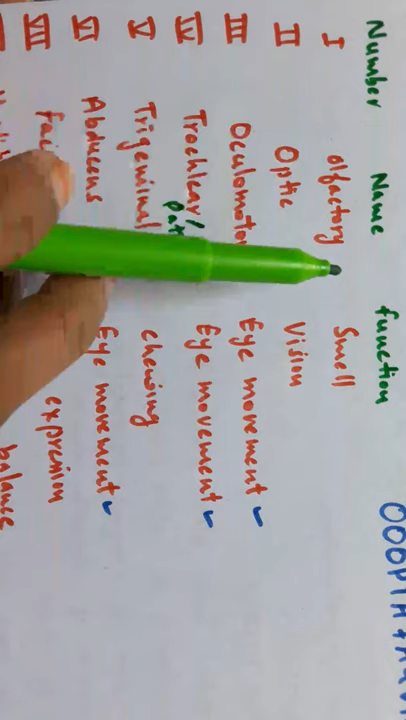 Number Name function
I olfactory Smell
II Optic Vision
III Oculomotor Eye movement ✓
IV Trochlear/ Eye movement ✓
V Trigeminal chewing
VI Abducens Eye movement ✓
VII expression
balance